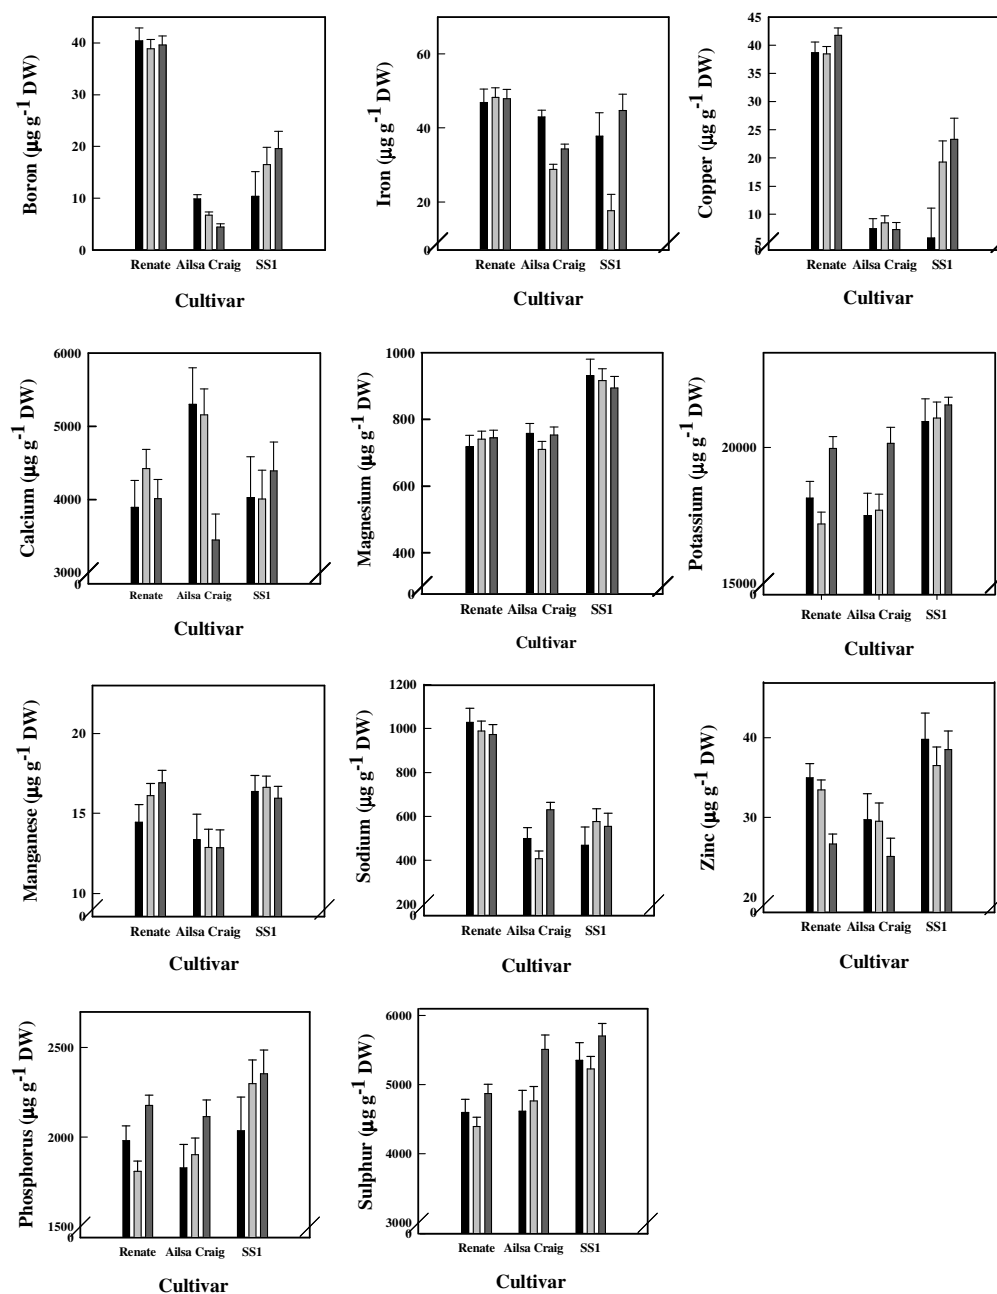 Boron (µg g-1 DW)
40
30
20
10
0
Renate Ailsa Craig SS1
Cultivar
Iron (µg g-1 DW)
60
40
20
0
Renate Ailsa Craig SS1
Cultivar
Copper (µg g-1 DW)
45
40
35
30
25
20
15
10
5
0
Renate Ailsa Craig SS1
Cultivar
Calcium (µg g-1 DW)
6000
5000
4000
3000
0
Renate Ailsa Craig SS1
Cultivar
Magnesium (µg g-1 DW)
1000
800
600
400
0
Renate Ailsa Craig SS1
Cultivar
Potassium (µg g-1 DW)
20000
15000
0
Renate Ailsa Craig SS1
Cultivar
Manganese (µg g-1 DW)
20
15
10
0
Renate Ailsa Craig SS1
Cultivar
Sodium (µg g-1 DW)
1200
1000
800
600
400
200
0
Renate Ailsa Craig SS1
Cultivar
Zinc (µg g-1 DW)
40
30
20
0
Renate Ailsa Craig SS1
Cultivar
Phosphorus (µg g-1 DW)
2500
2000
1500
0
Renate Ailsa Craig SS1
Cultivar
Sulphur (µg g-1 DW)
6000
5000
4000
3000
0
Renate Ailsa Craig SS1
Cultivar